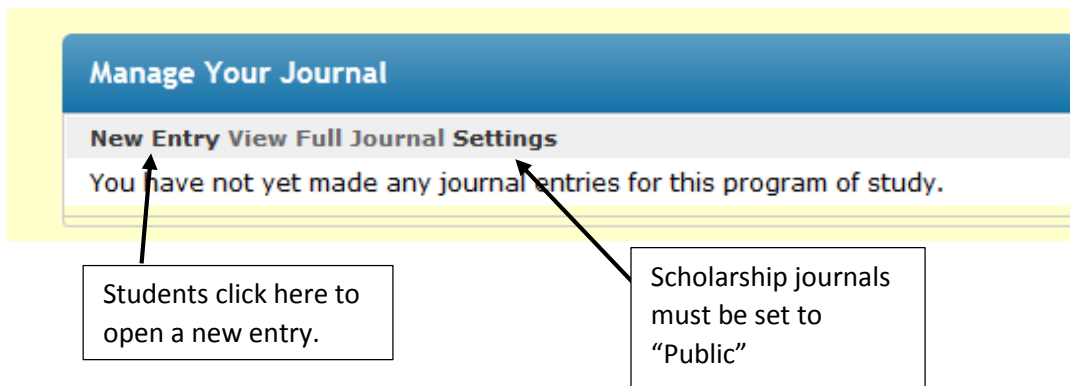 Manage Your Journal
New Entry View Full Journal Settings
You have not yet made any journal entries for this program of study.
Students click here to
open a new entry.
Scholarship journals
must be set to
“Public”